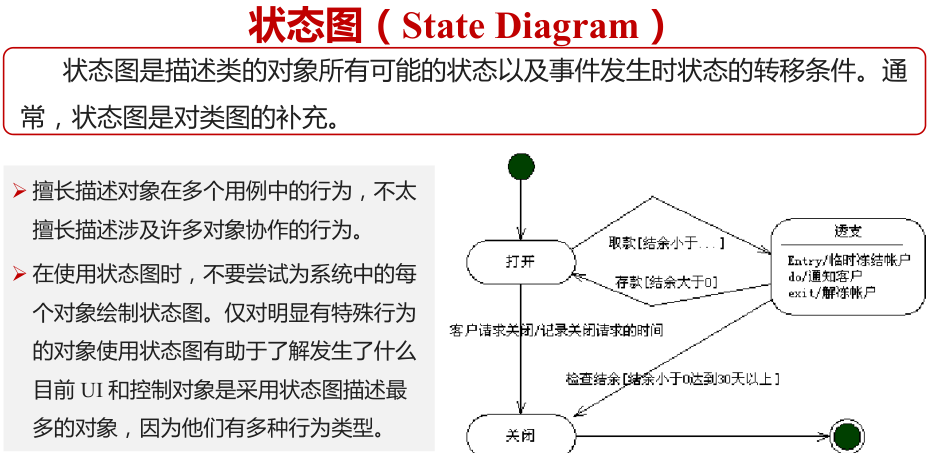 状态图（State Diagram）
状态图是描述类的对象所有可能的状态以及事件发生时状态的转移条件。通
常，状态图是对类图的补充。
擅长描述对象在多个用例中的行为，不太
擅长描述涉及许多对象协作的行为。
在使用状态图时，不要尝试为系统中的每
个对象绘制状态图。仅对明显有特殊行为
的对象使用状态图有助于了解发生了什么
目前 UI 和控制对象是采用状态图描述最
多的对象，因为他们有多种行为类型。
取款[结余小于...]
打开
存款[结余大于0]
透支
Entry/临时冻结帐户
do/通知客户
exit/解冻帐户
客户请求关闭/记录关闭请求的时间
检查结余[结余小于0达到30天以上]
关闭